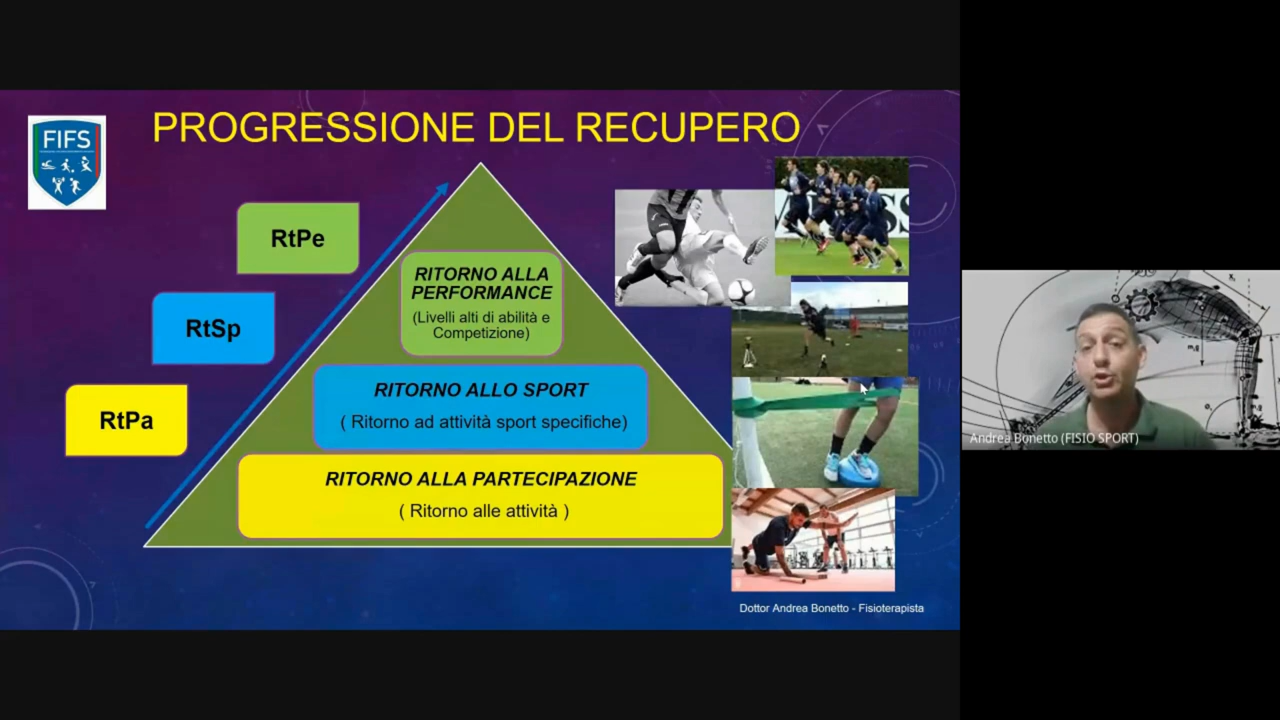 FIFS
PROGRESSIONE DEL RECUPERO
RtPe
RITORNO ALLA
PERFORMANCE
(Livelli alti di abilità e
Competizione)
RtSp
RITORNO ALLO SPORT
( Ritorno ad attività sport specifiche)
RtPa
RITORNO ALLA PARTECIPAZIONE
( Ritorno alle attività )
Dottor Andrea Bonetto - Fisioterapista
Andrea Bonetto (FISIO SPORT)